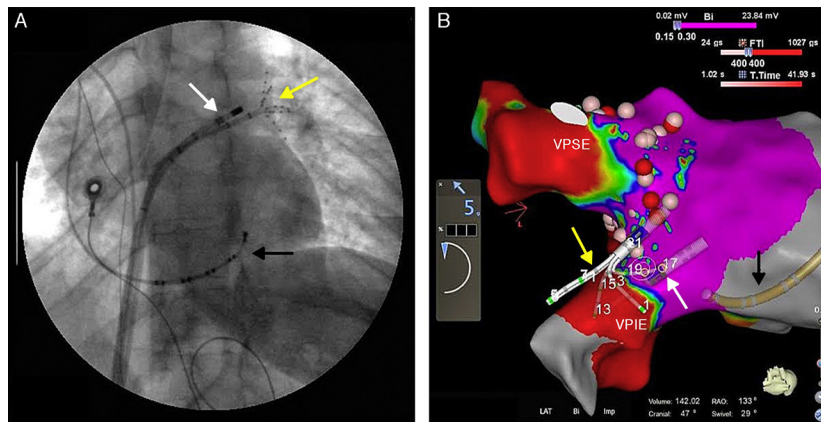 A
B
0.02 mV Bi 23.84 mV
0.15 0.30
24 gs FTI 1027 gs
400 400
1.02 s T.Time 41.93 s
VPSE
5.
%
21
7
19
17
15
3
13
1
VPIE
Volume: 142.02 RAO: 133 °
LAT Bi Imp Cranial: 47 ° Swivel: 29 °